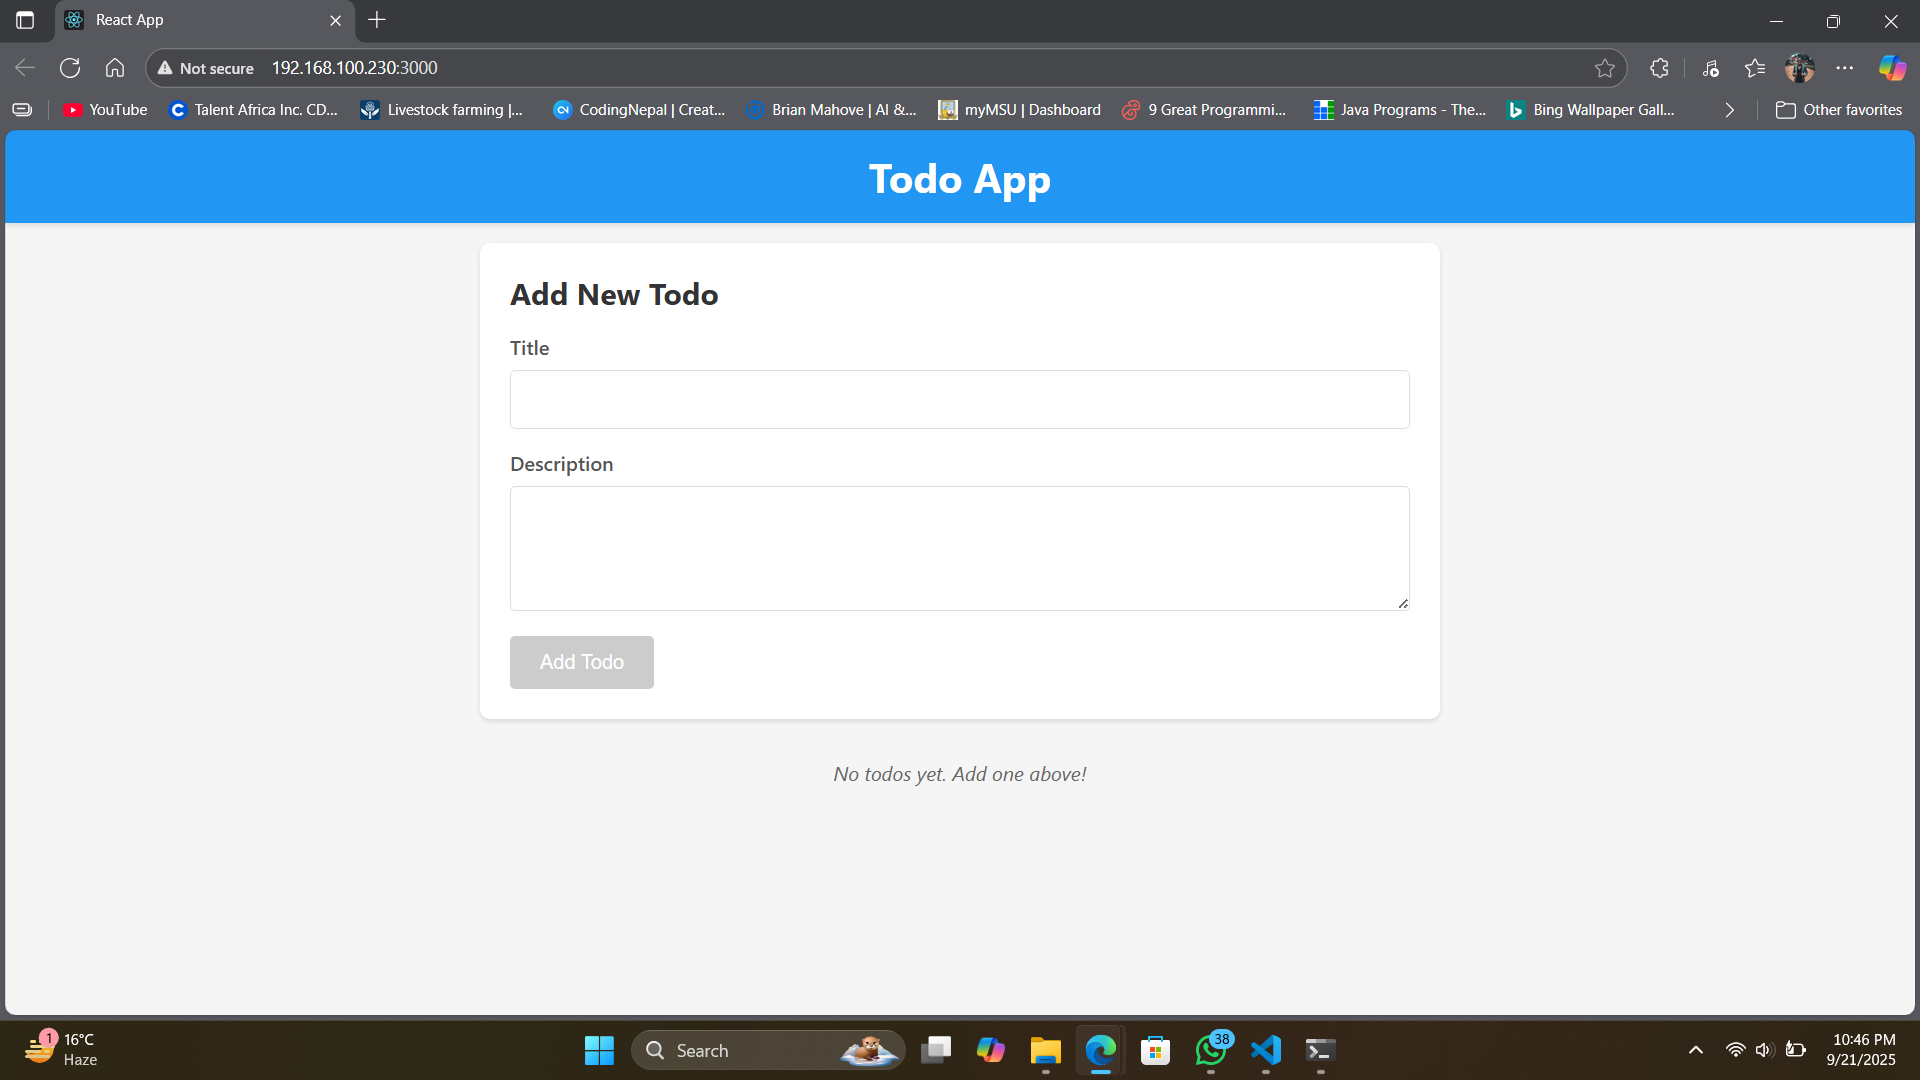 React App
Not secure 192.168.100.230:3000
YouTube Talent Africa Inc. CD... Livestock farming |... CodingNepal | Creat... Brian Mahove | AI &... myMSU | Dashboard 9 Great Programmi... Java Programs - The... Bing Wallpaper Gall... Other favorites
Todo App
Add New Todo
Title
Description
Add Todo
No todos yet. Add one above!
1 16°C
Haze
Search
38
10:46 PM
9/21/2025